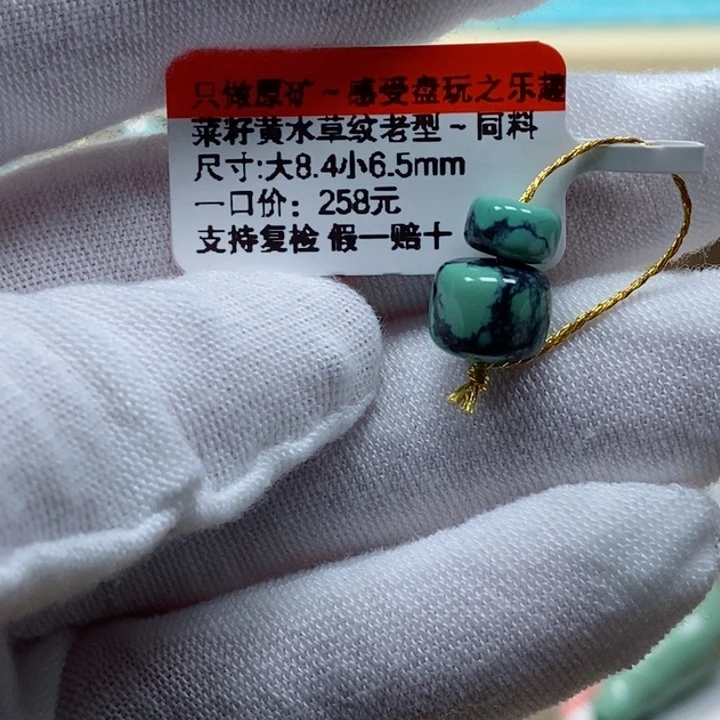 只做原矿~感受盘玩之乐趣
菜籽黄水草纹老型~同料
尺寸:大8.4小6.5mm
一口价：258元
支持复检 假一赔十